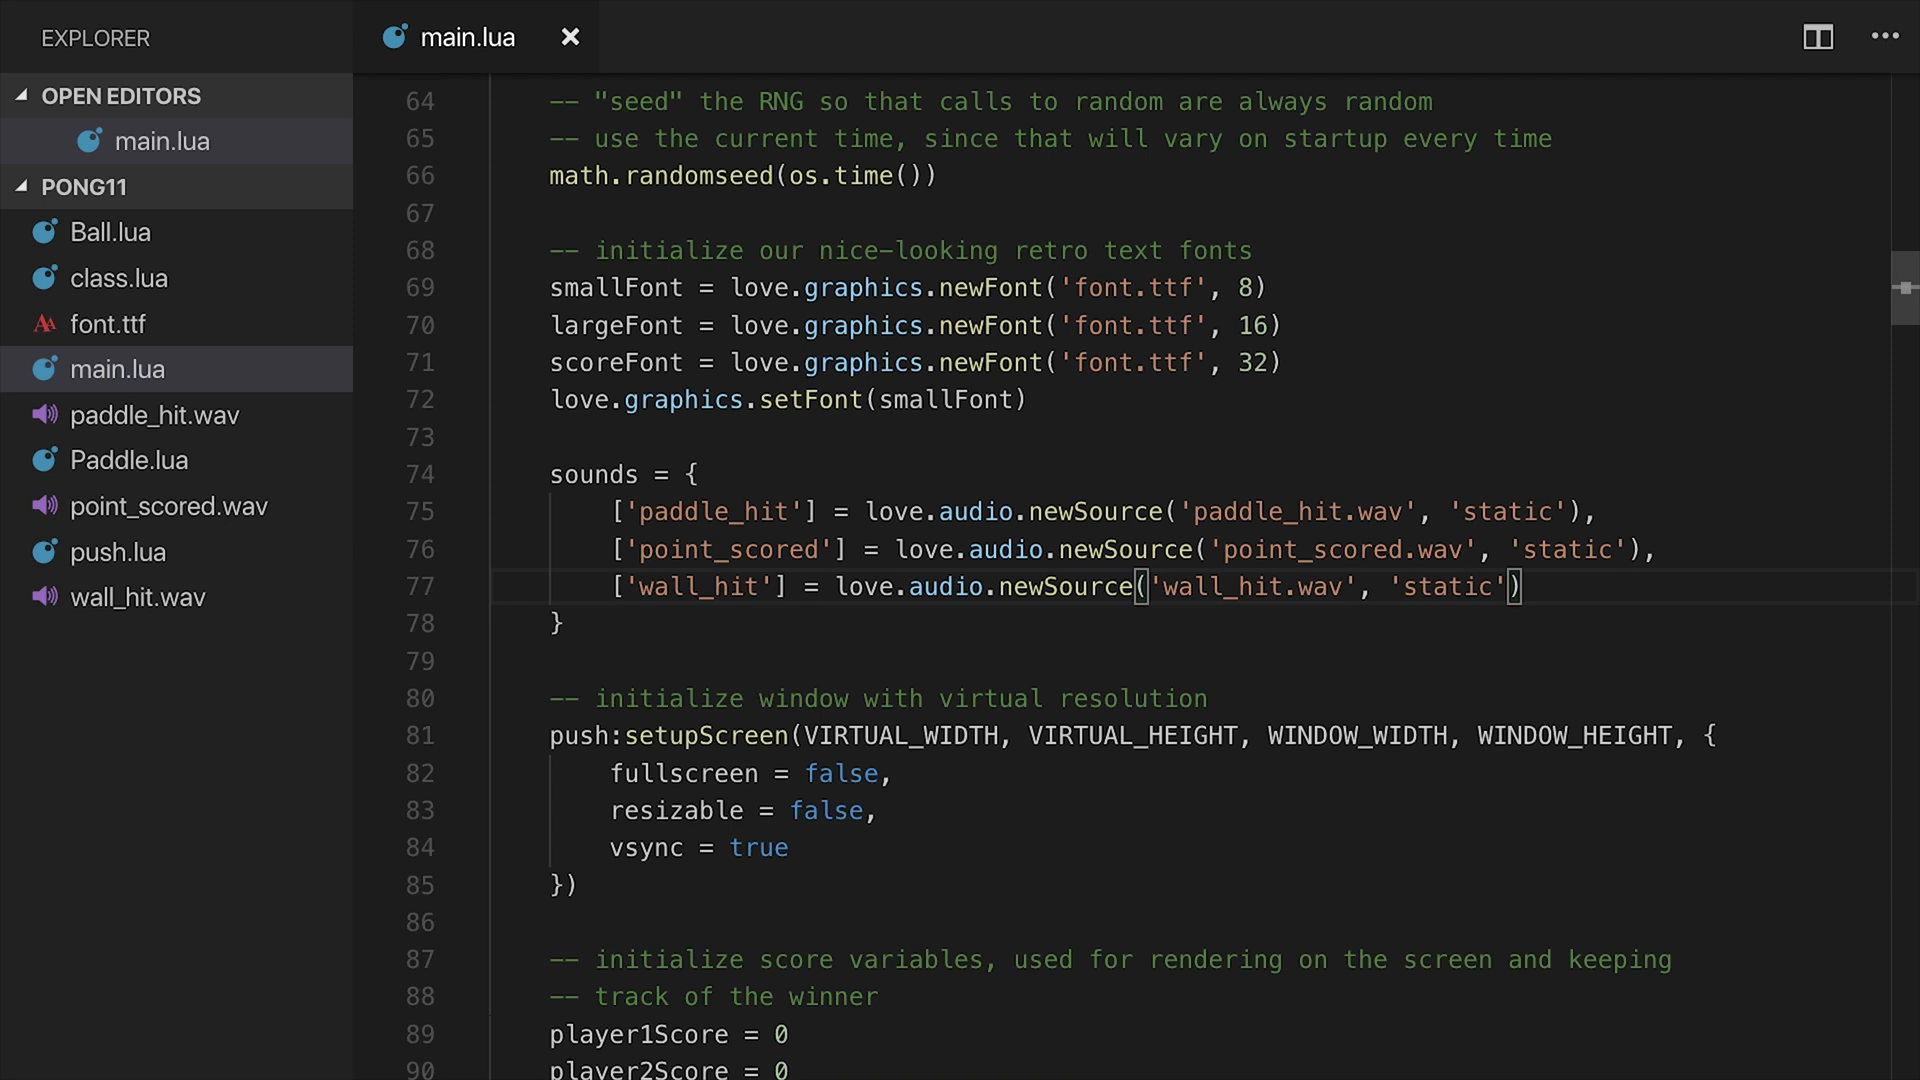 EXPLORER
OPEN EDITORS
main.lua
PONG11
Ball.lua
class.lua
font.ttf
main.lua
paddle_hit.wav
Paddle.lua
point_scored.wav
push.lua
wall_hit.wav
main.lua
64 -- "seed" the RNG so that calls to random are always random
65 -- use the current time, since that will vary on startup every time
66 math.randomseed(os.time())
67
68 -- initialize our nice-looking retro text fonts
69 smallFont = love.graphics.newFont('font.ttf', 8)
70 largeFont = love.graphics.newFont('font.ttf', 16)
71 scoreFont = love.graphics.newFont('font.ttf', 32)
72 love.graphics.setFont(smallFont)
73
74 sounds = {
75 ['paddle_hit'] = love.audio.newSource('paddle_hit.wav', 'static'),
76 ['point_scored'] = love.audio.newSource('point_scored.wav', 'static'),
77 ['wall_hit'] = love.audio.newSource('wall_hit.wav', 'static')
78 }
79
80 -- initialize window with virtual resolution
81 push:setupScreen(VIRTUAL_WIDTH, VIRTUAL_HEIGHT, WINDOW_WIDTH, WINDOW_HEIGHT, {
82 fullscreen = false,
83 resizable = false,
84 vsync = true
85 })
86
87 -- initialize score variables, used for rendering on the screen and keeping
88 -- track of the winner
89 player1Score = 0
90 player2Score = 0